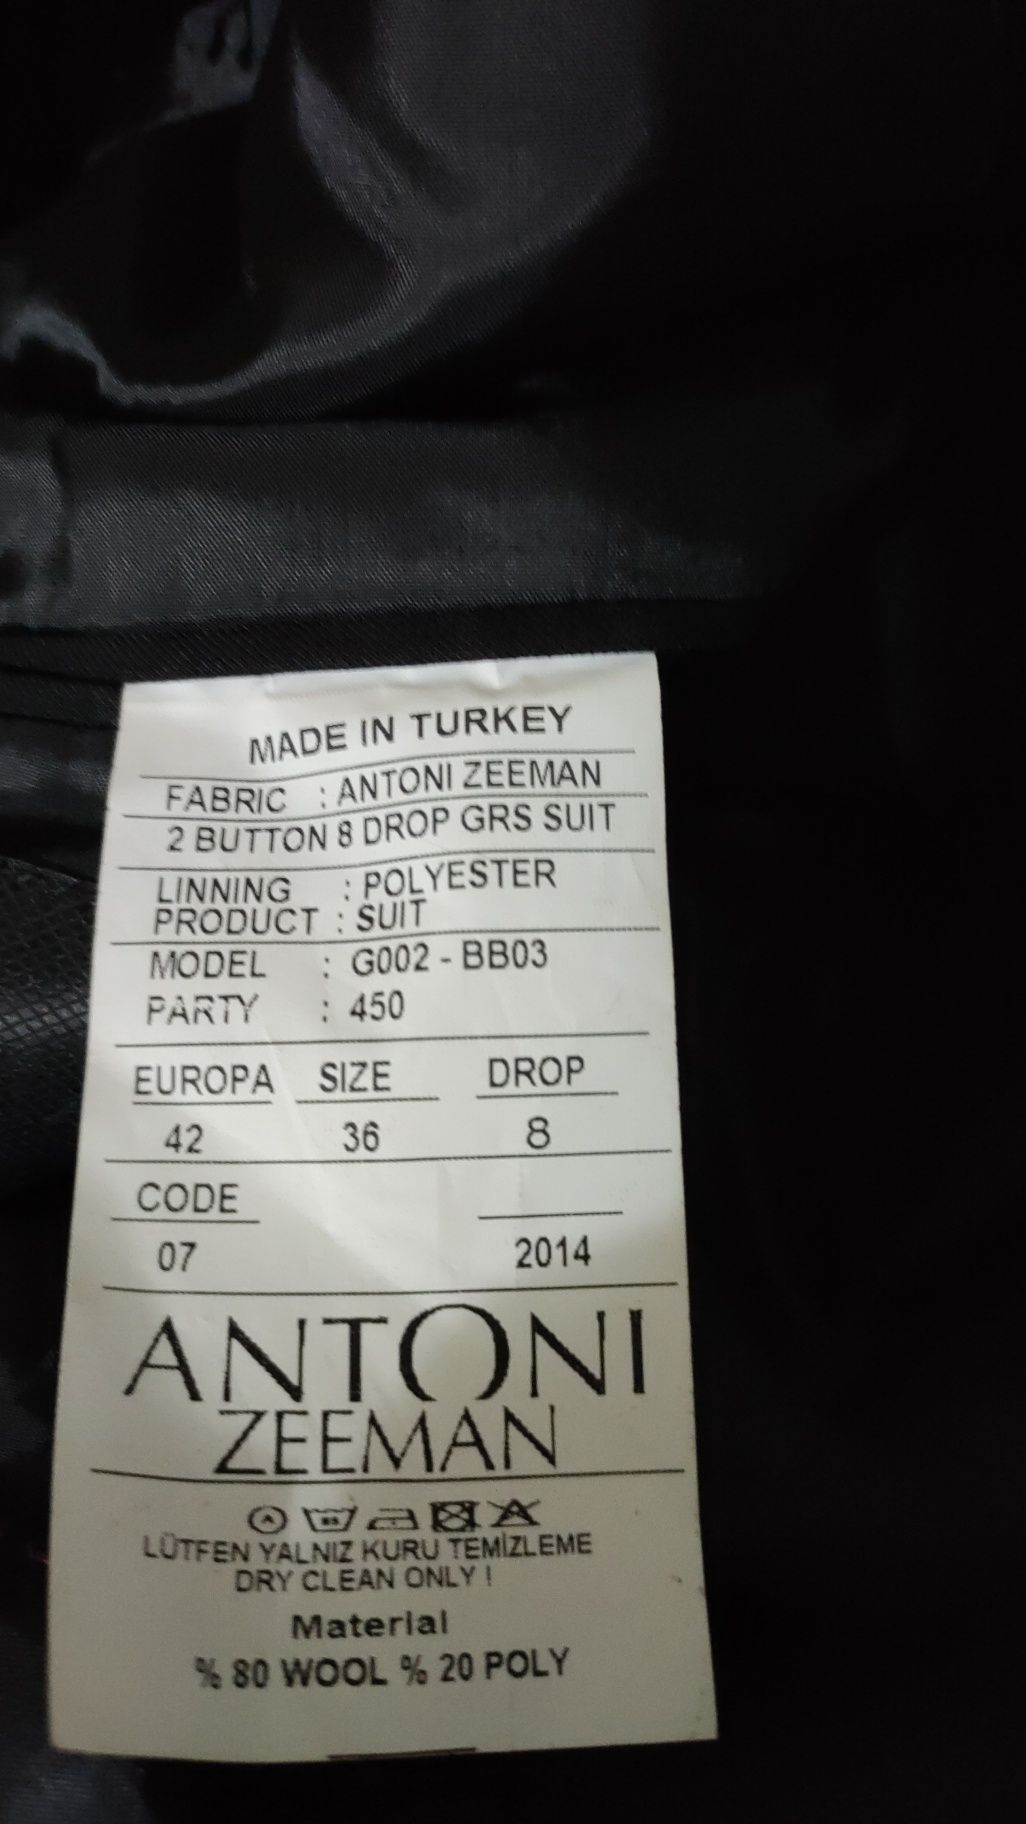 MADE IN TURKEY
FABRIC : ANTONI ZEEMAN
2 BUTTON 8 DROP GRS SUIT
LINNING : POLYESTER
PRODUCT : SUIT
MODEL : G002 - BB03
PARTY : 450
EUROPA SIZE DROP
42 36 8
CODE
07 2014
ANTONI
ZEEMAN
LÜTFEN YALNIZ KURU TEMİZLEME
DRY CLEAN ONLY !
Material
% 80 WOOL % 20 POLY